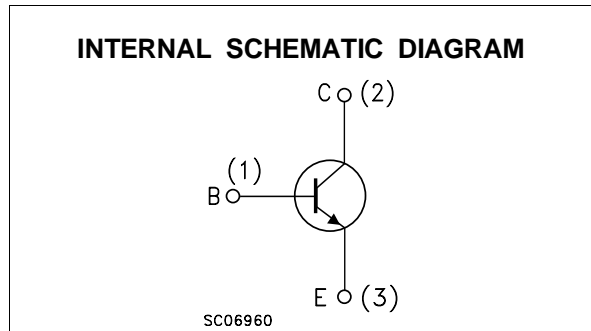 INTERNAL SCHEMATIC DIAGRAM
C (2)
(1)
B
E (3)
SC06960